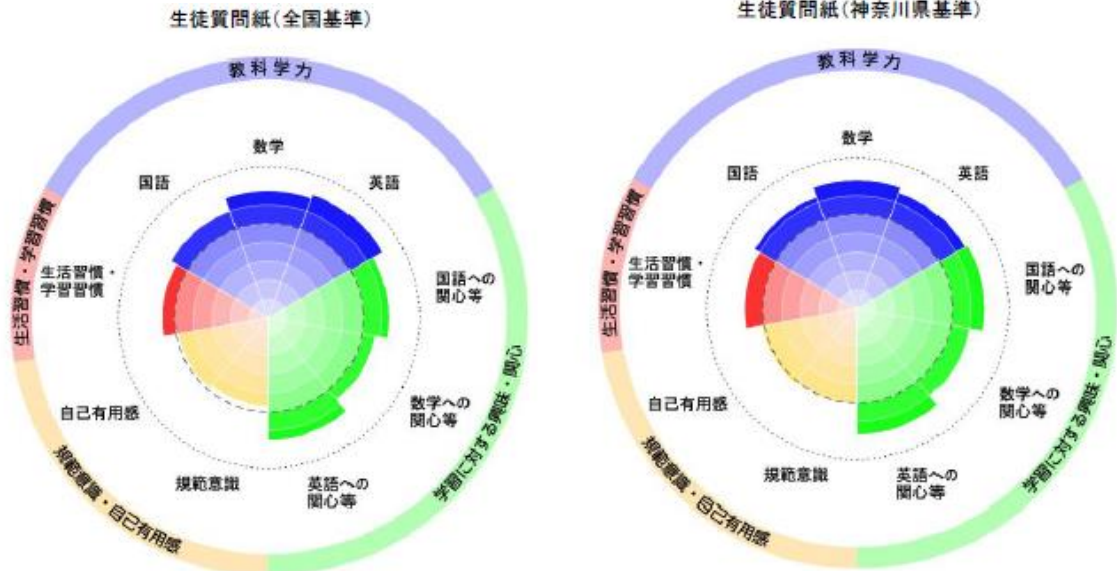 生徒質問紙(全国基準)
教科学力
数学
国語
英語
生活習慣・学習習慣
生活習慣・
学習習慣
国語への
関心等
自己有用感
数学への
関心等
学習に対する興味・関心
規範意識
英語への
関心等
規範意識・自己有用感
生徒質問紙(神奈川県基準)
教科学力
数学
国語
英語
生活習慣・学習習慣
生活習慣・
学習習慣
国語への
関心等
自己有用感
数学への
関心等
学習に対する興味・関心
規範意識
英語への
関心等
規範意識・自己有用感